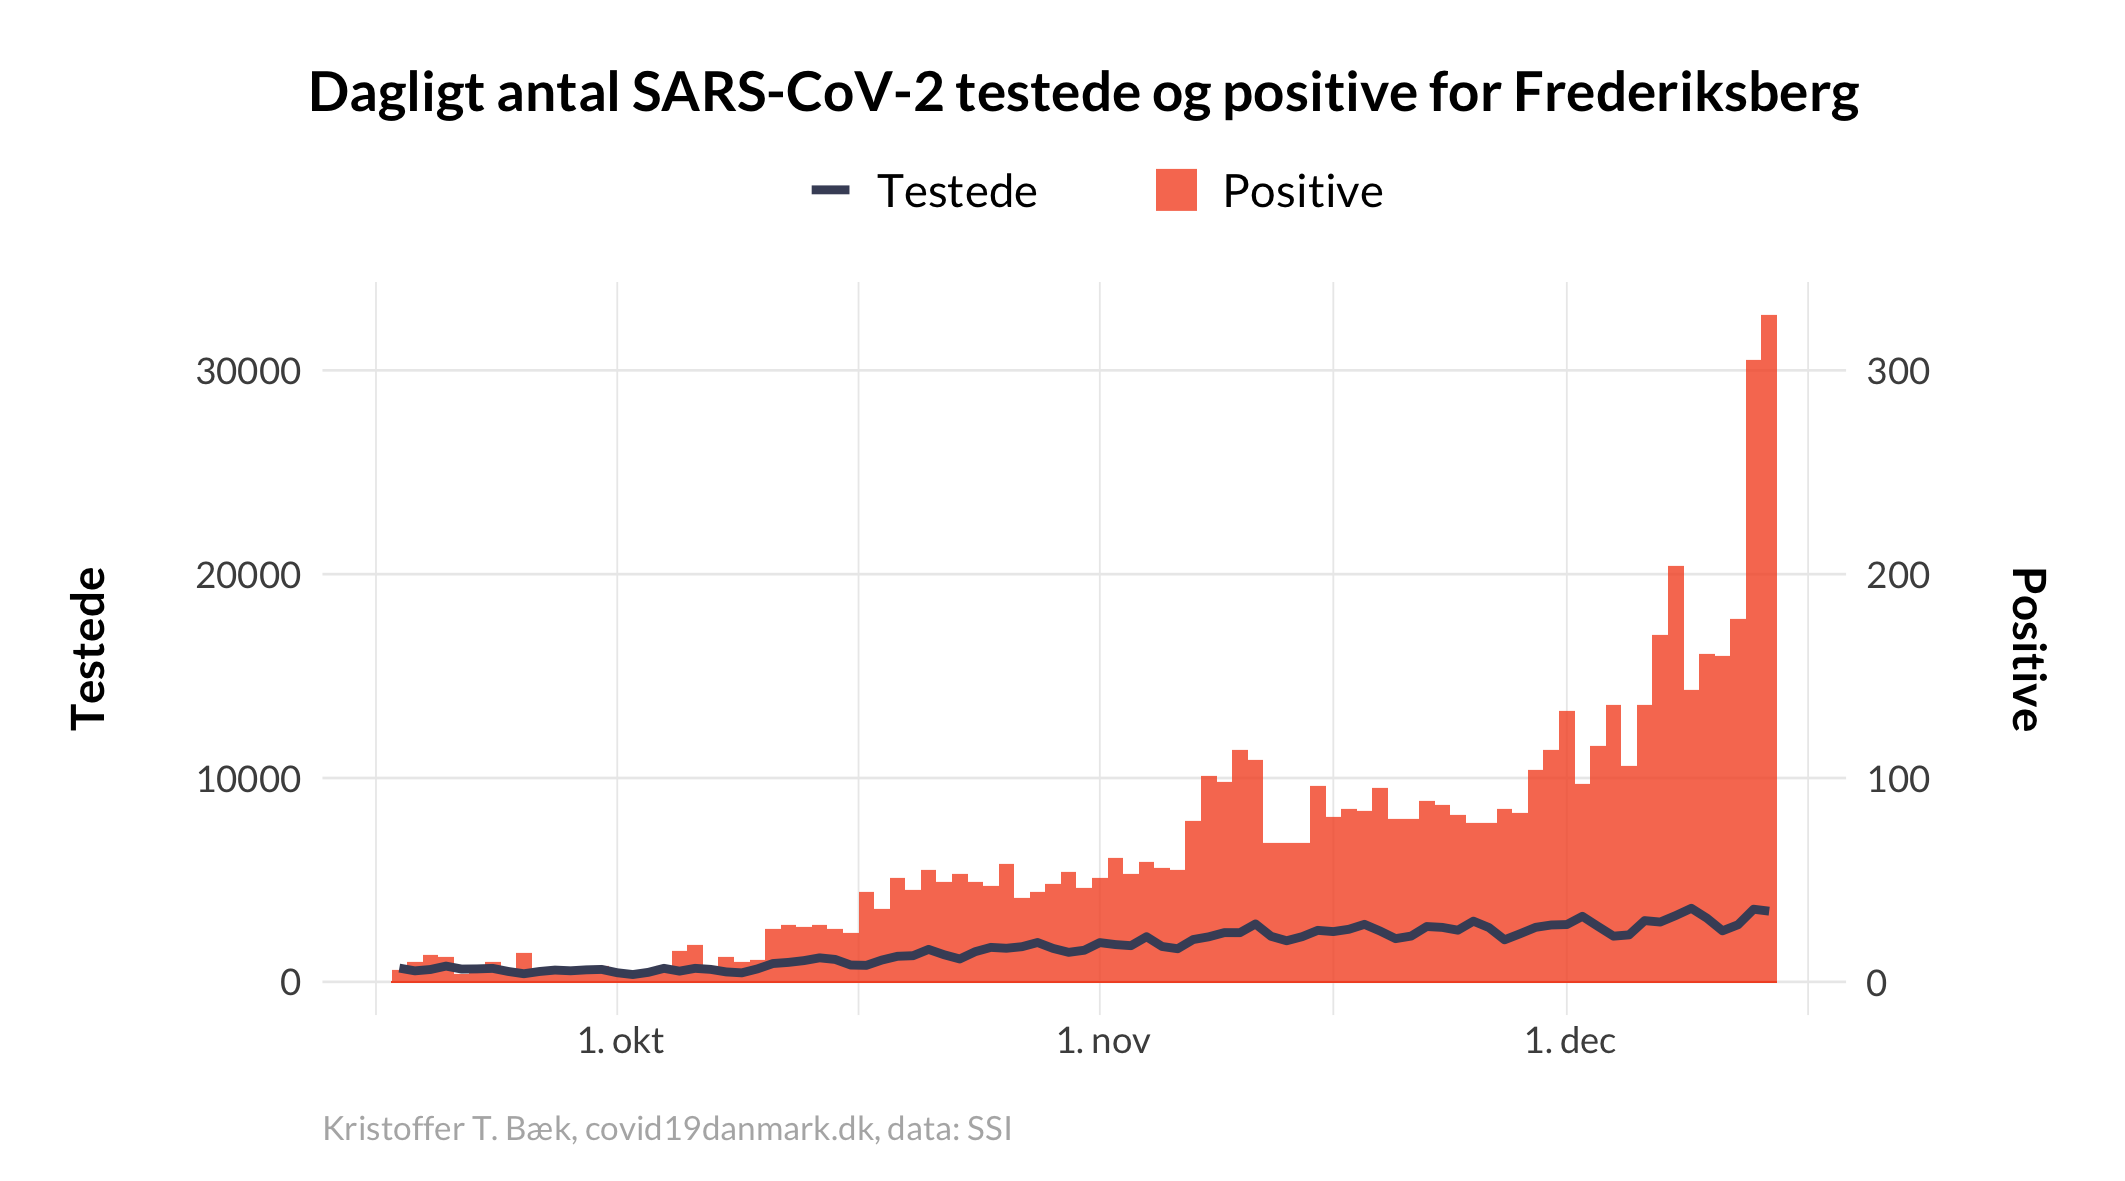 Dagligt antal SARS-CoV-2 testede og positive for Frederiksberg
Testede
Positive
30000
20000
10000
0
Testede
300
200
100
0
Positive
1. okt
1. nov
1. dec
Kristoffer T. Bæk, covid19danmark.dk, data: SSI